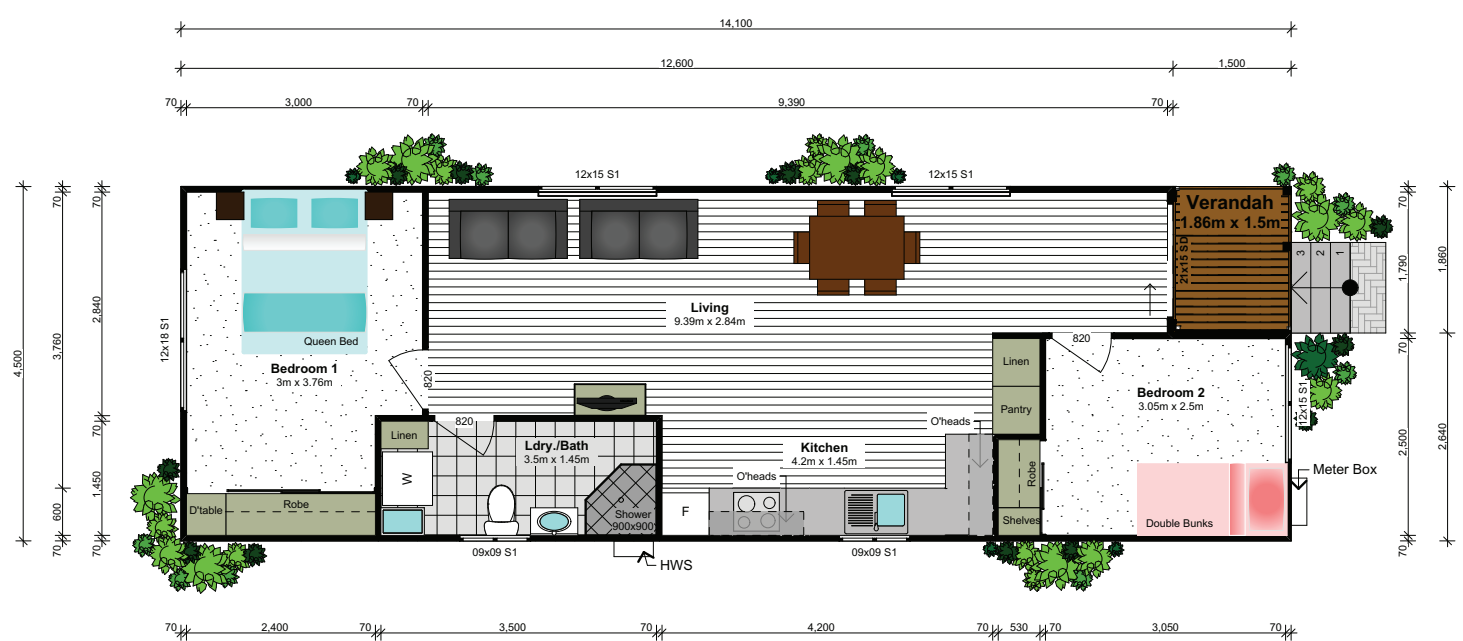 14,100
12,600
1,500
70
3,000
70
9,390
70
12x15 S1
12x15 S1
Verandah
1.86m x 1.5m
21x15 SD
3
2
1
Living
9.39m x 2.84m
Queen Bed
Bedroom 1
3m x 3.76m
12x18 S1
820
820
820
Linen
Pantry
Bedroom 2
3.05m x 2.5m
12x15 S1
O'heads
Linen
Ldry./Bath
3.5m x 1.45m
Kitchen
4.2m x 1.45m
O'heads
W
Robe
Meter Box
D'table
Robe
F
Shower
900x900
Shelves
Double Bunks
09x09 S1
09x09 S1
HWS
4,500
70
3,760
600
70
70
2,840
70
1,450
70
70
1,790
70
2,500
70
1,860
2,640
70
2,400
70
3,500
70
4,200
70
530
70
3,050
70